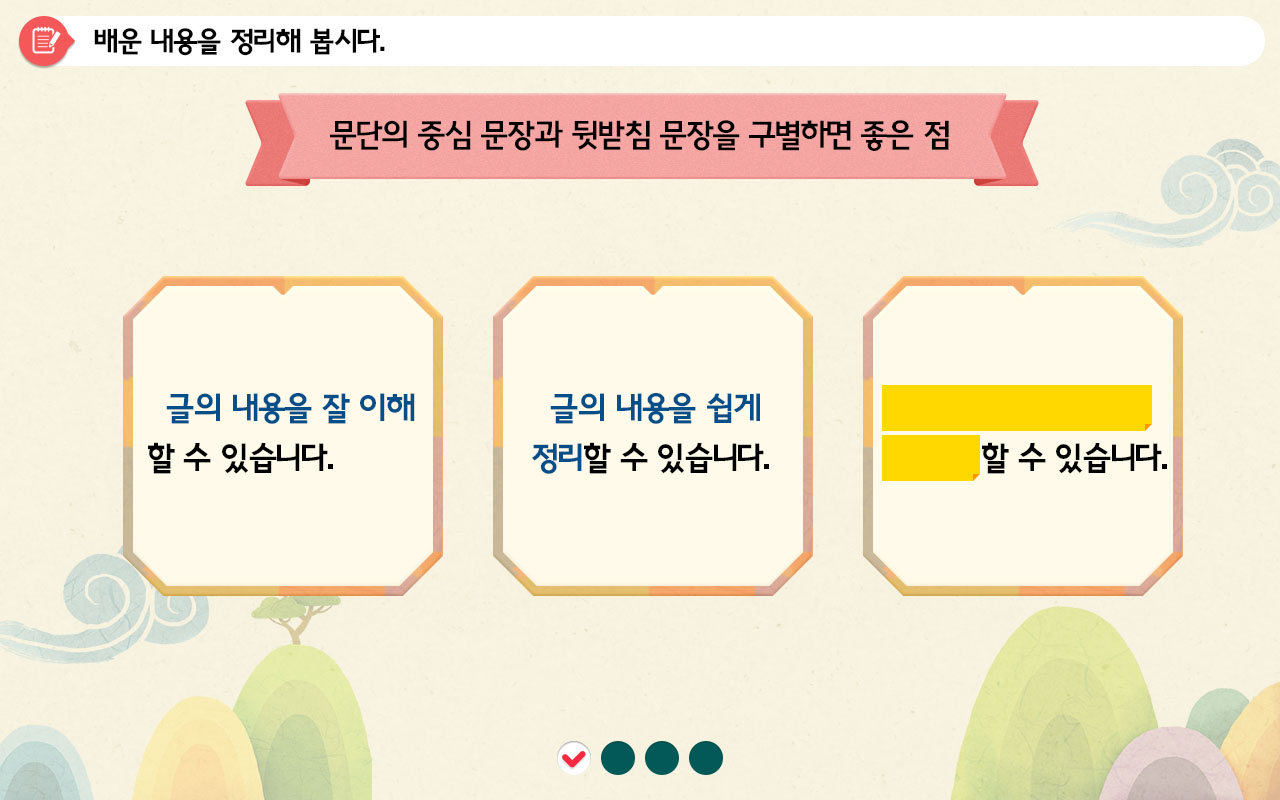 배운 내용을 정리해 봅시다.
문단의 중심 문장과 뒷받침 문장을 구별하면 좋은 점
글의 내용을 잘 이해
할 수 있습니다.
글의 내용을 쉽게
정리할 수 있습니다.
할 수 있습니다.